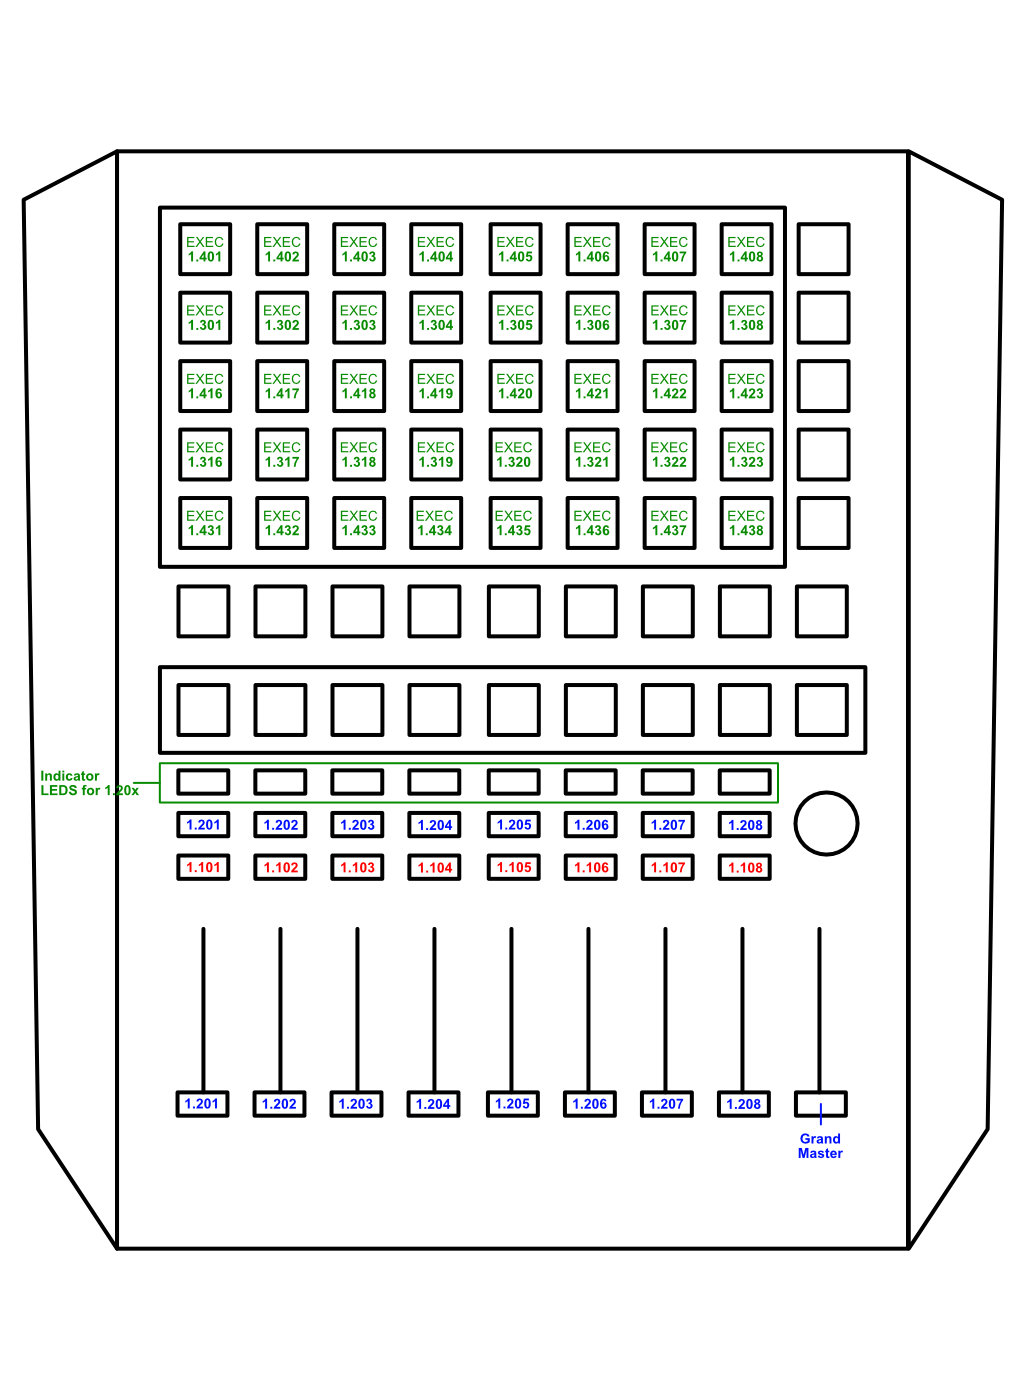 EXEC EXEC EXEC EXEC EXEC EXEC EXEC EXEC
1.401 1.402 1.403 1.404 1.405 1.406 1.407 1.408
EXEC EXEC EXEC EXEC EXEC EXEC EXEC EXEC
1.301 1.302 1.303 1.304 1.305 1.306 1.307 1.308
EXEC EXEC EXEC EXEC EXEC EXEC EXEC EXEC
1.416 1.417 1.418 1.419 1.420 1.421 1.422 1.423
EXEC EXEC EXEC EXEC EXEC EXEC EXEC EXEC
1.316 1.317 1.318 1.319 1.320 1.321 1.322 1.323
EXEC EXEC EXEC EXEC EXEC EXEC EXEC EXEC
1.431 1.432 1.433 1.434 1.435 1.436 1.437 1.438
Indicator
LEDS for 1.20x
1.201 1.202 1.203 1.204 1.205 1.206 1.207 1.208
1.101 1.102 1.103 1.104 1.105 1.106 1.107 1.108
1.201 1.202 1.203 1.204 1.205 1.206 1.207 1.208
Grand
Master